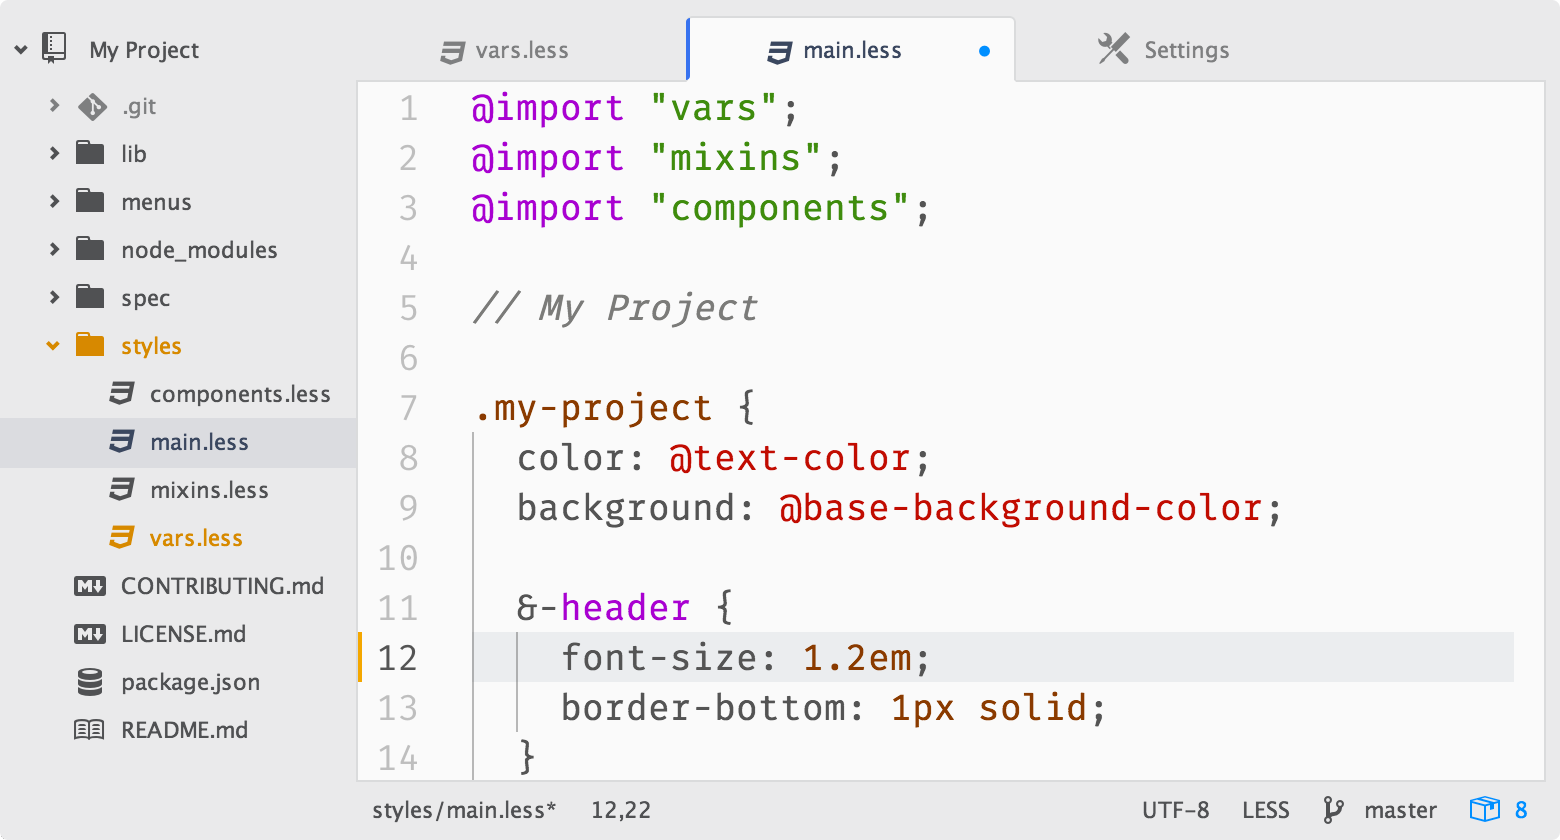 My Project
.git
lib
menus
node_modules
spec
styles
components.less
main.less
mixins.less
vars.less
CONTRIBUTING.md
LICENSE.md
package.json
README.md
vars.less
main.less
Settings
1 @import "vars";
2 @import "mixins";
3 @import "components";
4
5 // My Project
6
7 .my-project {
8 color: @text-color;
9 background: @base-background-color;
10
11 &-header {
12 font-size: 1.2em;
13 border-bottom: 1px solid;
14 }
styles/main.less* 12,22 UTF-8 LESS master 8